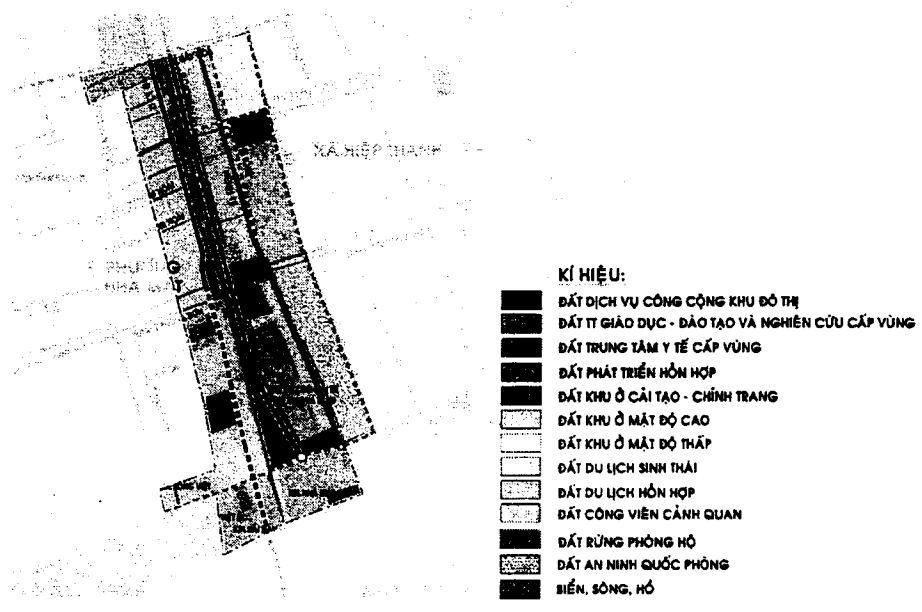 XÃ HIỆP THÀNH
KÍ HIỆU:
ĐẤT DỊCH VỤ CÔNG CỘNG KHU ĐÔ THỊ
ĐẤT TT GIÁO DỤC - ĐÀO TẠO VÀ NGHIÊN CỨU CẤP VÙNG
ĐẤT TRUNG TÂM Y TẾ CẤP VÙNG
ĐẤT PHÁT TRIỂN HỖN HỢP
ĐẤT KHU Ở CẢI TẠO - CHỈNH TRANG
ĐẤT KHU Ở MẬT ĐỘ CAO
ĐẤT KHU Ở MẬT ĐỘ THẤP
ĐẤT DU LỊCH SINH THÁI
ĐẤT DU LỊCH HỖN HỢP
ĐẤT CÔNG VIÊN CẢNH QUAN
ĐẤT RỪNG PHÒNG HỘ
ĐẤT AN NINH QUỐC PHÒNG
BIỂN, SÔNG, HỒ